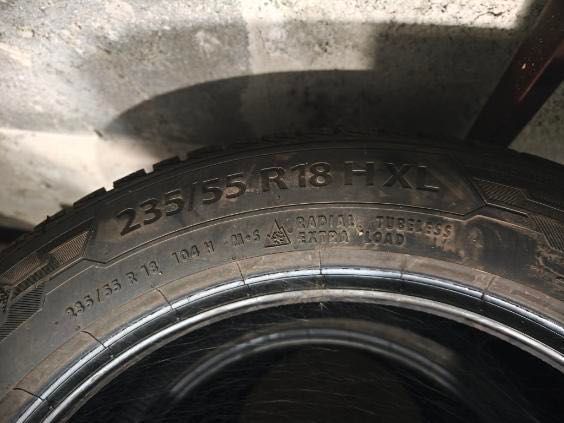 235/55 R18 H XL
235/55 R 18 104 H M+S RADIAL TUBELESS
EXTRA LOAD